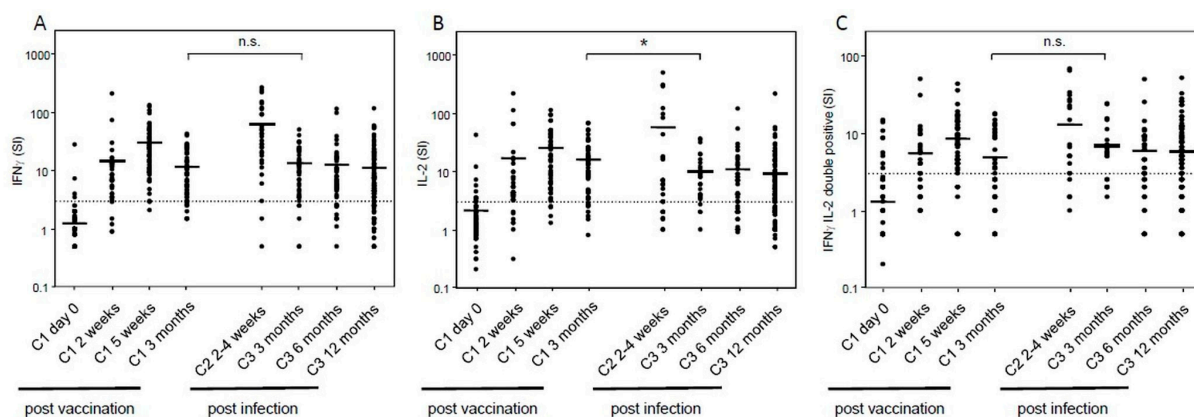 A
n.s.
IFNγ (SI)
1000
100
10
1
0.1
C1 day 0
C1 2 weeks
C1 5 weeks
C1 3 months
C2 2-4 weeks
C3 3 months
C3 6 months
C3 12 months
post vaccination
post infection
B
*
IL-2 (SI)
1000
100
10
1
0.1
C1 day 0
C1 2 weeks
C1 5 weeks
C1 3 months
C2 2-4 weeks
C3 3 months
C3 6 months
C3 12 months
post vaccination
post infection
C
n.s.
IFNγ IL-2 double positive (SI)
100
10
1
0.1
C1 day 0
C1 2 weeks
C1 5 weeks
C1 3 months
C2 2-4 weeks
C3 3 months
C3 6 months
C3 12 months
post vaccination
post infection